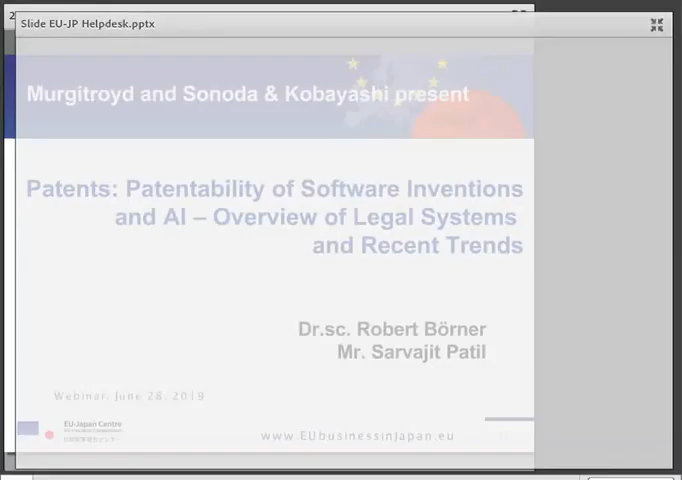 Slide EU-JP Helpdesk.pptx
Murgitroyd and Sonoda & Kobayashi present
Patents: Patentability of Software Inventions
and AI – Overview of Legal Systems
and Recent Trends
Dr.sc. Robert Börner
Mr. Sarvajit Patil
Webinar, June 28, 2019
EU-Japan Centre
www.EUbusinessinJapan.eu